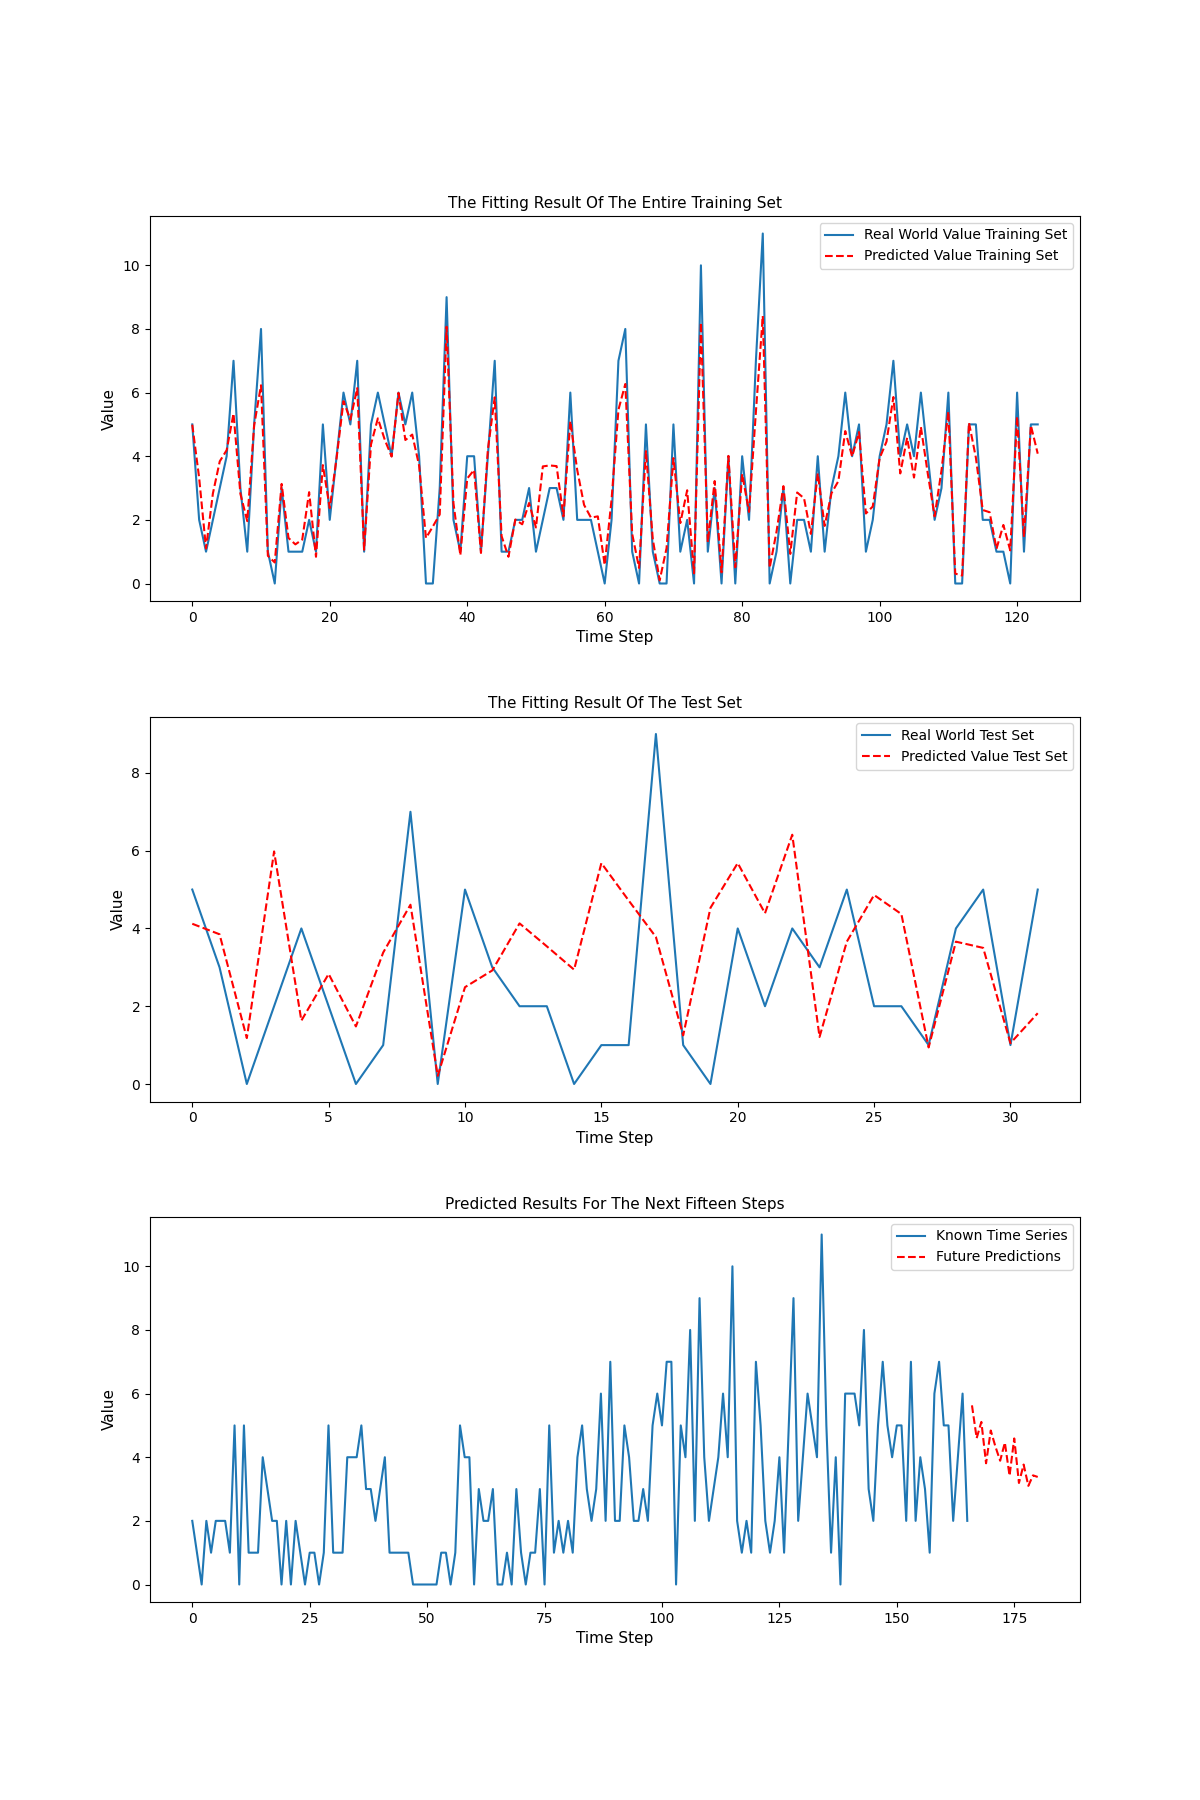 The Fitting Result Of The Entire Training Set
Real World Value Training Set
Predicted Value Training Set
Value
10
8
6
4
2
0
0 20 40 60 80 100 120
Time Step
The Fitting Result Of The Test Set
Real World Test Set
Predicted Value Test Set
Value
8
6
4
2
0
0 5 10 15 20 25 30
Time Step
Predicted Results For The Next Fifteen Steps
Known Time Series
Future Predictions
Value
10
8
6
4
2
0
0 25 50 75 100 125 150 175
Time Step